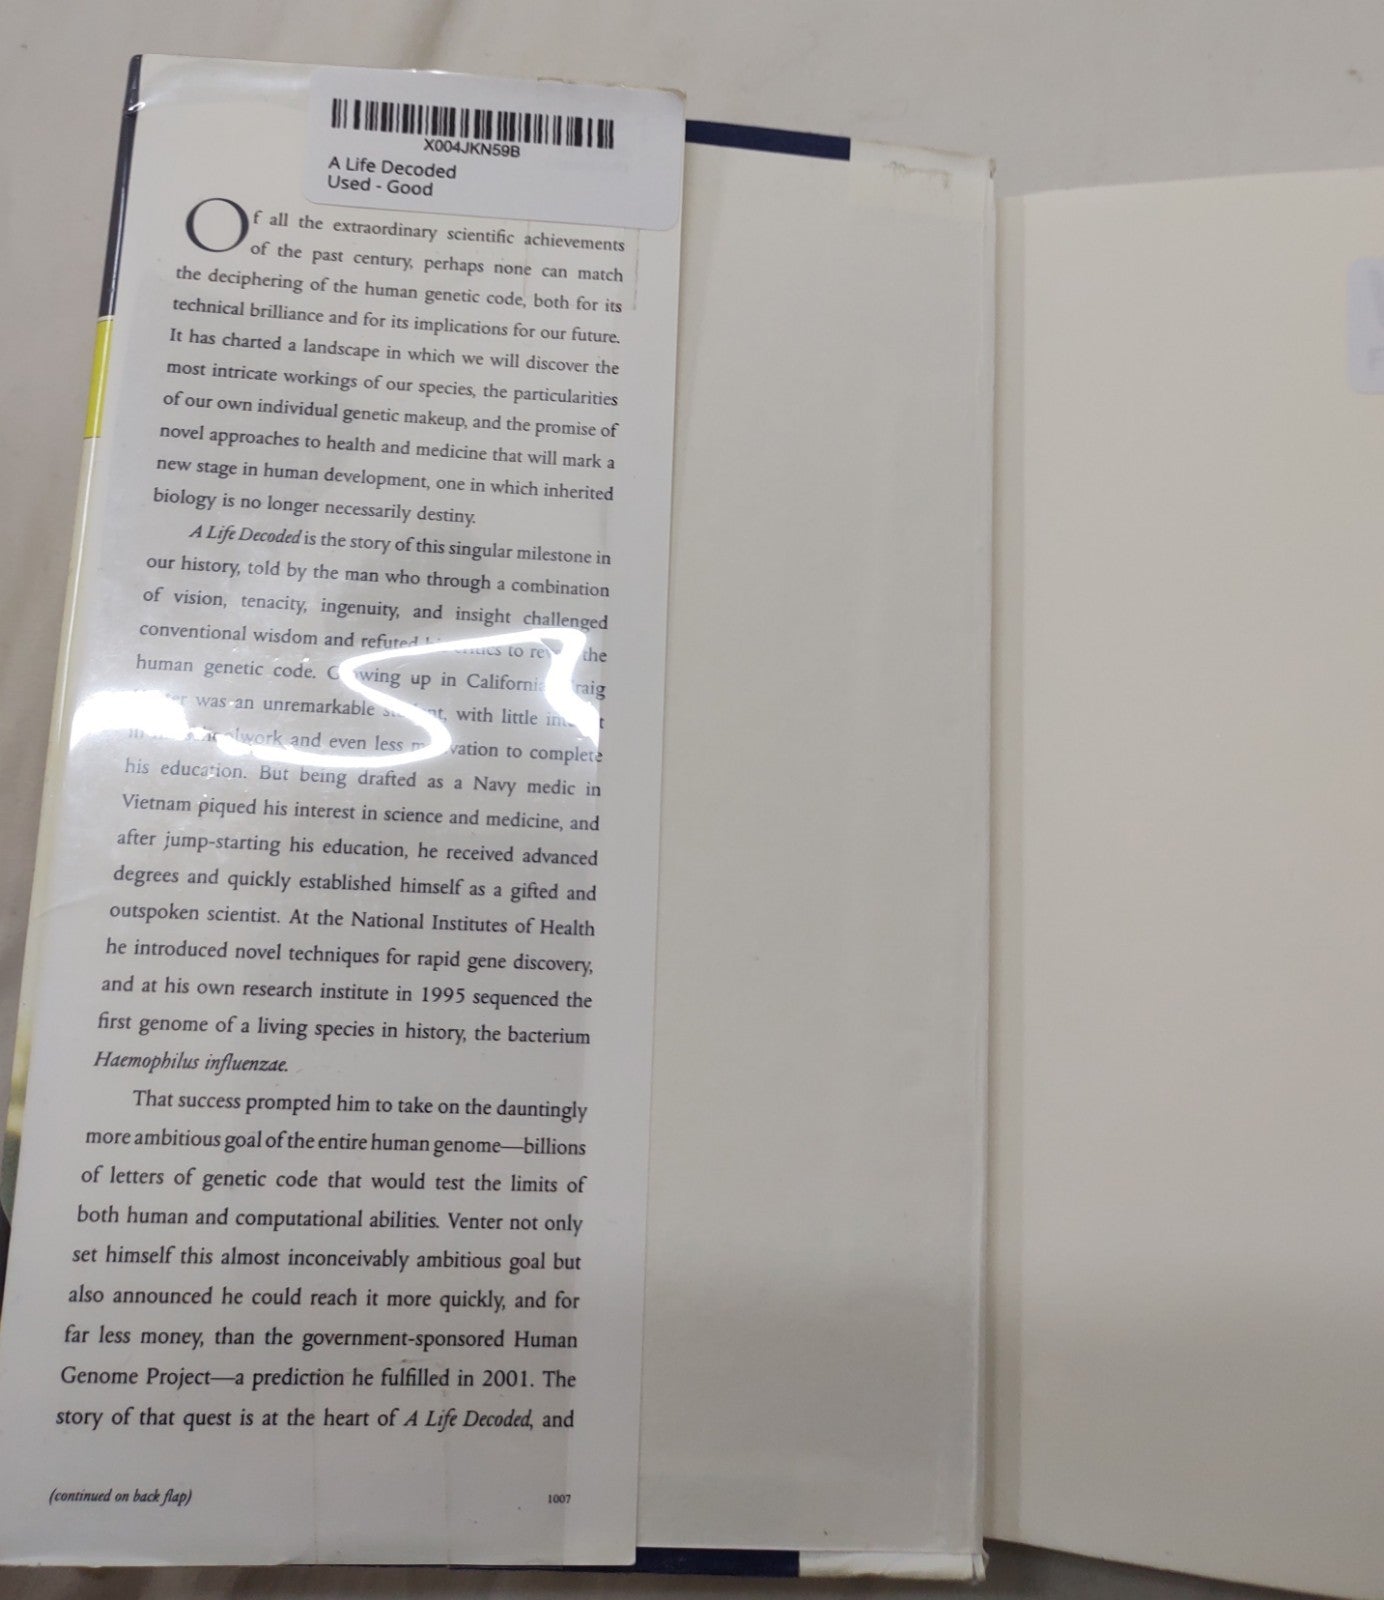 X004JKN59B
A Life Decoded
Used - Good
Of all the extraordinary scientific achievements
of the past century, perhaps none can match
the deciphering of the human genetic code, both for its
technical brilliance and for its implications for our future.
It has charted a landscape in which we will discover the
most intricate workings of our species, the particularities
of our own individual genetic makeup, and the promise of
novel approaches to health and medicine that will mark a
new stage in human development, one in which inherited
biology is no longer necessarily destiny.
A Life Decoded is the story of this singular milestone in
our history, told by the man who through a combination
of vision, tenacity, ingenuity, and insight challenged
conventional wisdom and refuted critics to the
human genetic code. Growing up in California, Craig
was an unremarkable student, with little interest
schoolwork and even less motivation to complete
his education. But being drafted as a Navy medic in
Vietnam piqued his interest in science and medicine, and
after jump-starting his education, he received advanced
degrees and quickly established himself as a gifted and
outspoken scientist. At the National Institutes of Health
he introduced novel techniques for rapid gene discovery,
and at his own research institute in 1995 sequenced the
first genome of a living species in history, the bacterium
Haemophilus influenzae.
That success prompted him to take on the dauntingly
more ambitious goal of the entire human genome—billions
of letters of genetic code that would test the limits of
both human and computational abilities. Venter not only
set himself this almost inconceivably ambitious goal but
also announced he could reach it more quickly, and for
far less money, than the government-sponsored Human
Genome Project—a prediction he fulfilled in 2001. The
story of that quest is at the heart of A Life Decoded, and
(continued on back flap)
1007